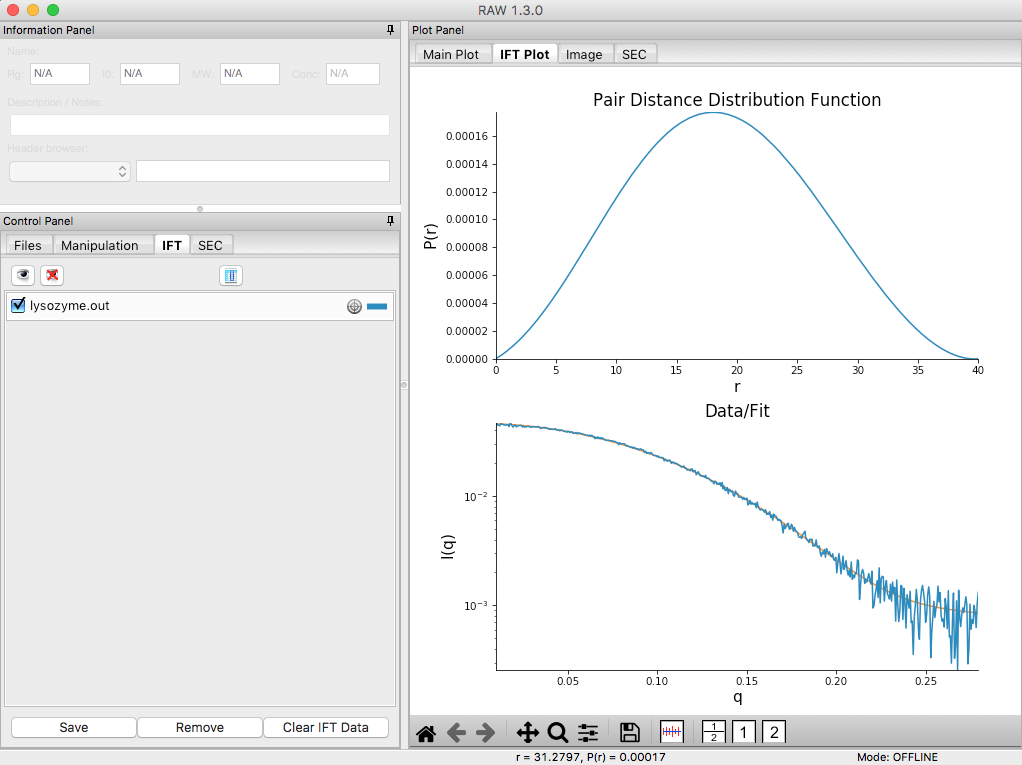 RAW 1.3.0
Information Panel
Name:
Rg: N/A I0: N/A MW: N/A Conc: N/A
Description / Notes:
Header browser:
Control Panel
Files Manipulation IFT SEC
lysozyme.out
Save Remove Clear IFT Data
Plot Panel
Main Plot IFT Plot Image SEC
Pair Distance Distribution Function
P(r)
0.00016
0.00014
0.00012
0.00010
0.00008
0.00006
0.00004
0.00002
0.00000
0 5 10 15 20 25 30 35 40
r
Data/Fit
I(q)
10⁻²
10⁻³
0.05 0.10 0.15 0.20 0.25
q
1/2 1 2
r = 31.2797, P(r) = 0.00017 Mode: OFFLINE